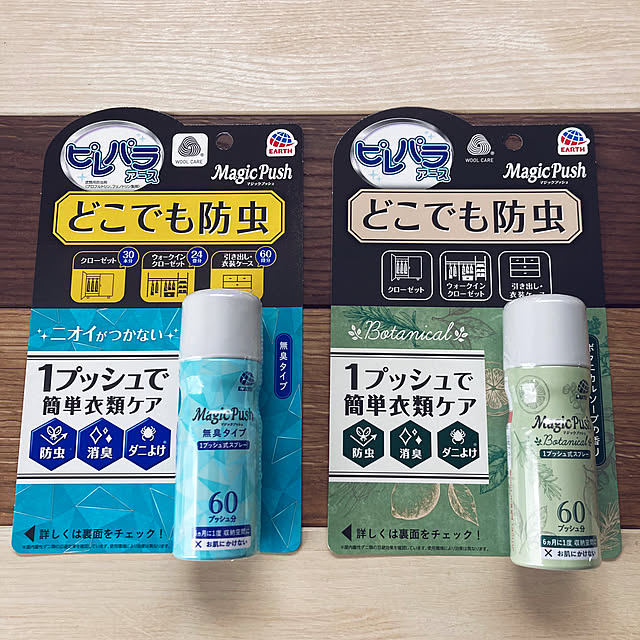 ピレパラ
アース
WOOL CARE
EARTH
Magic Push
マジックプッシュ
どこでも防虫
クローゼット
30
ウォークイン
クローゼット
24
引き出し・
衣装ケース
60
ニオイがつかない
無臭タイプ
1プッシュで
簡単衣類ケア
防虫
消臭
ダニよけ
詳しくは裏面をチェック!
Magic Push
無臭タイプ
1プッシュ式スプレー
60
プッシュ分
お肌にかけない
ピレパラ
アース
WOOL CARE
EARTH
Magic Push
マジックプッシュ
どこでも防虫
クローゼット
ウォークイン
クローゼット
引き出し・
衣装ケース
Botanical
1プッシュで
簡単衣類ケア
防虫
消臭
ダニよけ
詳しくは裏面をチェック!
Magic Push
Botanical
1プッシュ式スプレー
60
プッシュ分
6ヵ月に1度 収納空間に
お肌にかけない